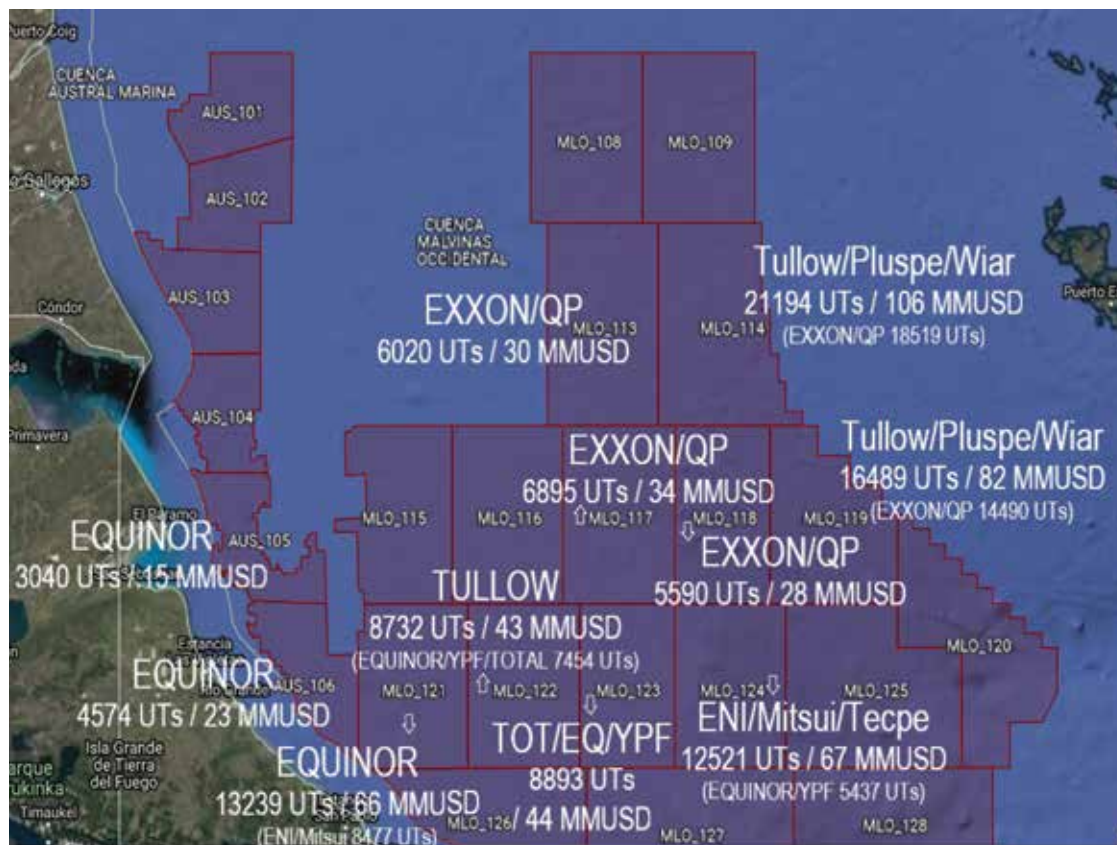 Puerto Coig
CUENCA
AUSTRAL MARINA
AUS_101
MLO_108
MLO_109
o Gallegos
AUS_102
CUENCA
MALVINAS
OCCIDENTAL
Tullow/Pluspe/Wiar
21194 UTs / 106 MMUSD
(EXXON/QP 18519 UTs)
AUS_103
Puerto E
Cóndor
EXXON/QP
6020 UTs / 30 MMUSD
MLO_113
MLO_114
AUS_104
Primavera
Tullow/Pluspe/Wiar
16489 UTs / 82 MMUSD
(EXXON/QP 14490 UTs)
EXXON/QP
6895 UTs / 34 MMUSD
MLO_115
MLO_116
MLO_117
MLO_118
MLO_119
El Páramo
AUS_105
EQUINOR
3040 UTs / 15 MMUSD
EXXON/QP
5590 UTs / 28 MMUSD
TULLOW
8732 UTs / 43 MMUSD
(EQUINOR/YPF/TOTAL 7454 UTs)
Estancia
MLO_120
EQUINOR
4574 UTs / 23 MMUSD
AUS_106
MLO_121
MLO_122
MLO_123
MLO_124
MLO_125
ENI/Mitsui/Tecpe
12521 UTs / 67 MMUSD
(EQUINOR/YPF 5437 UTs)
TOT/EQ/YPF
8893 UTs
/ 44 MMUSD
Isla Grande
de Tierra
del Fuego
EQUINOR
13239 UTs / 66 MMUSD
(ENI/Mitsui 8477 UTs)
arque
rukinka
Timaukel
MLO_126
MLO_127
MLO_128